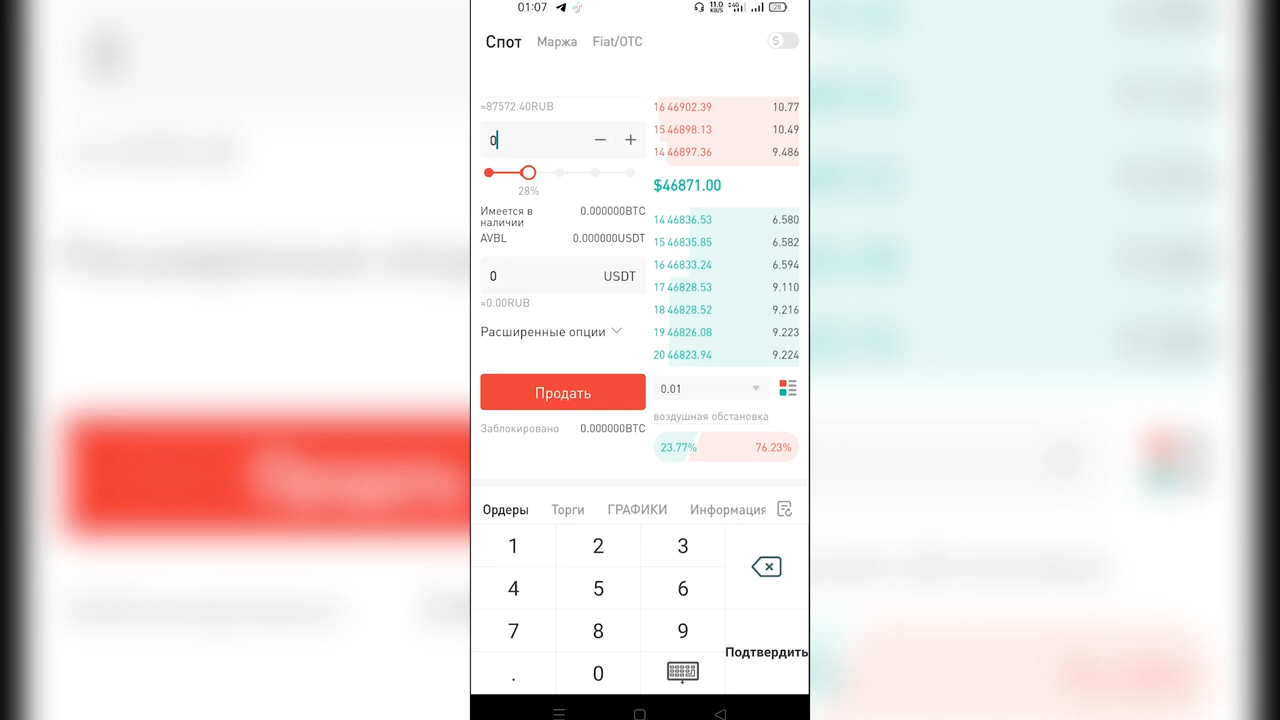 01:07 11.0 KB/S 4G 28
Спот Маржа Fiat/OTC $
≈87572.40RUB
0 − +
28%
Имеется в наличии 0.000000BTC
AVBL 0.000000USDT
0 USDT
≈0.00RUB
Расширенные опции
Продать
Заблокировано 0.000000BTC
16 46902.39 10.77
15 46898.13 10.49
14 46897.36 9.486
$46871.00
14 46836.53 6.580
15 46835.85 6.582
16 46833.24 6.594
17 46828.53 9.110
18 46828.52 9.216
19 46826.08 9.223
20 46823.94 9.224
0.01
воздушная обстановка
23.77% 76.23%
Ордеры Торги ГРАФИКИ Информация
1 2 3
4 5 6
7 8 9
Подтвердить
. 0